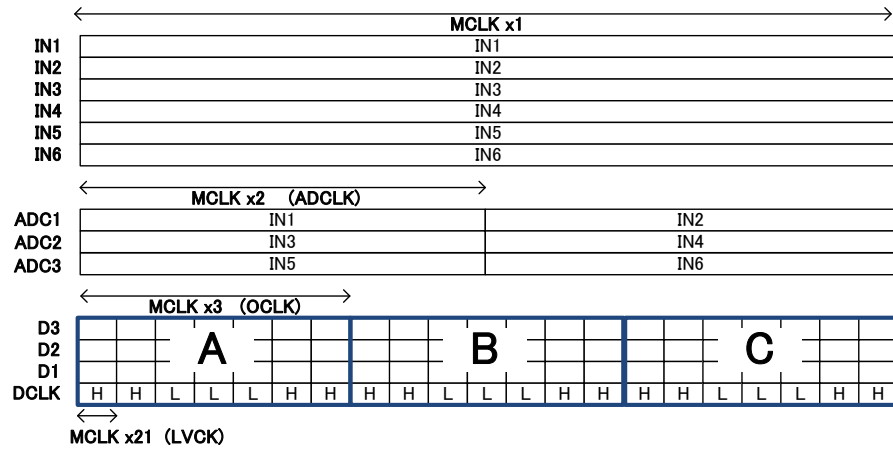 MCLK x1
IN1 IN1
IN2 IN2
IN3 IN3
IN4 IN4
IN5 IN5
IN6 IN6
MCLK x2 (ADCLK)
ADC1 IN1 IN2
ADC2 IN3 IN4
ADC3 IN5 IN6
MCLK x3 (OCLK)
D3
D2 A B C
D1
DCLK H H L L L H H H H L L L H H H H L L L H H
MCLK x21 (LVCK)